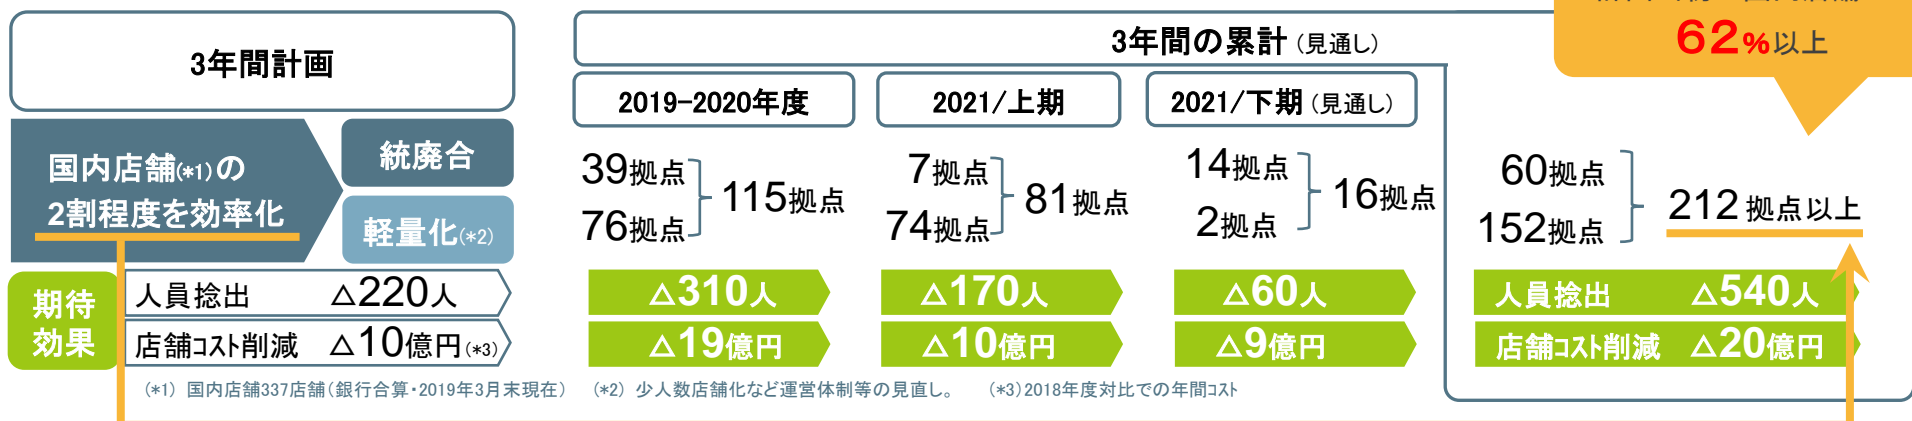 62%以上
3年間計画
3年間の累計（見通し）
2019-2020年度
2021/上期
2021/下期（見通し）
国内店舗(*1)の
2割程度を効率化
統廃合
軽量化(*2)
39拠点
76拠点
115拠点
7拠点
74拠点
81拠点
14拠点
2拠点
16拠点
60拠点
152拠点
212拠点以上
期待
効果
人員捻出 △220人
店舗コスト削減 △10億円(*3)
△310人
△19億円
△170人
△10億円
△60人
△9億円
人員捻出 △540人
店舗コスト削減 △20億円
(*1) 国内店舗337店舗（銀行合算・2019年3月末現在） (*2) 少人数店舗化など運営体制等の見直し。 (*3)2018年度対比での年間コスト